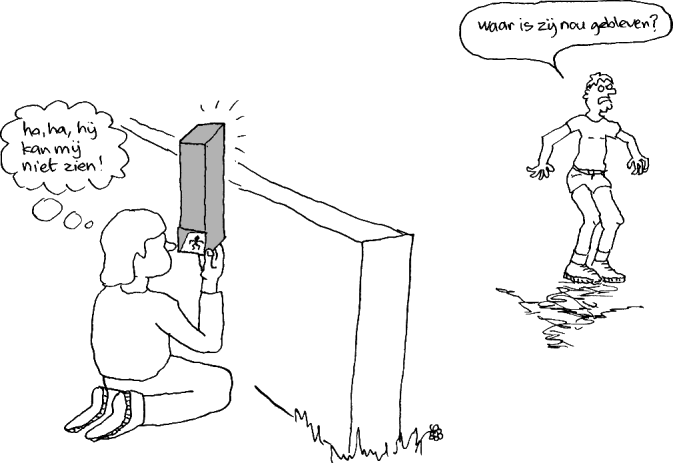 waar is zij nou gebleven?
ha, ha, hij
kan mij
niet zien!